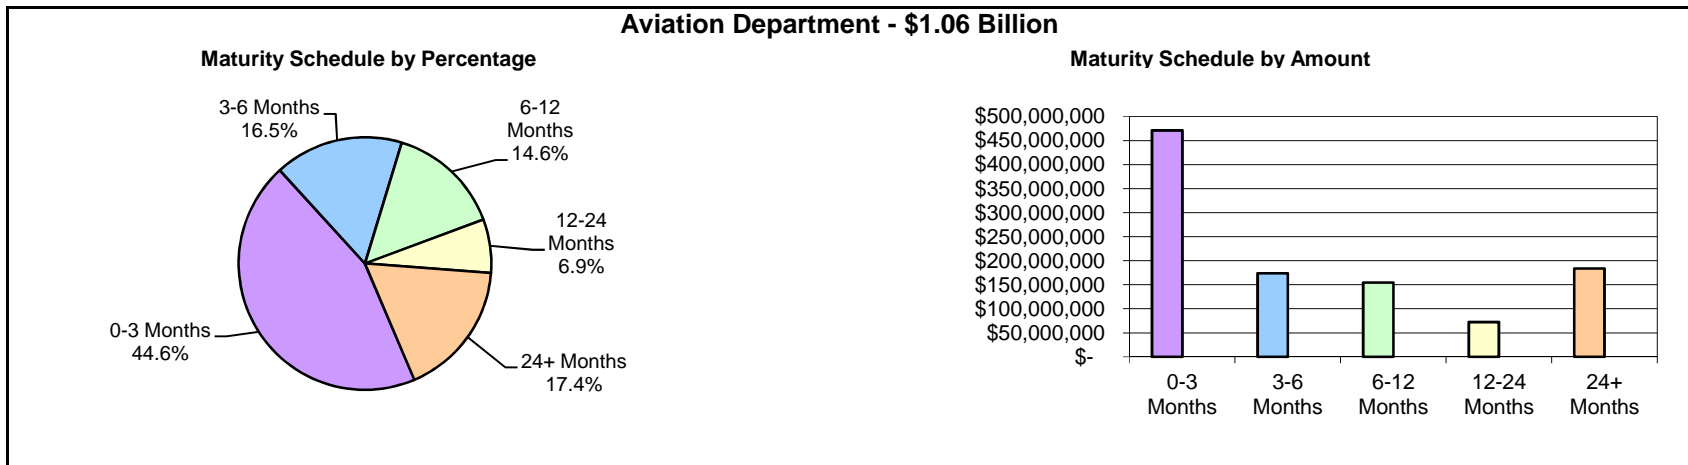 Aviation Department - $1.06 Billion
Maturity Schedule by Percentage
3-6 Months
16.5%
6-12
Months
14.6%
12-24
Months
6.9%
0-3 Months
44.6%
24+ Months
17.4%
Maturity Schedule by Amount
$500,000,000
$450,000,000
$400,000,000
$350,000,000
$300,000,000
$250,000,000
$200,000,000
$150,000,000
$100,000,000
$50,000,000
$-
0-3
Months
3-6
Months
6-12
Months
12-24
Months
24+
Months